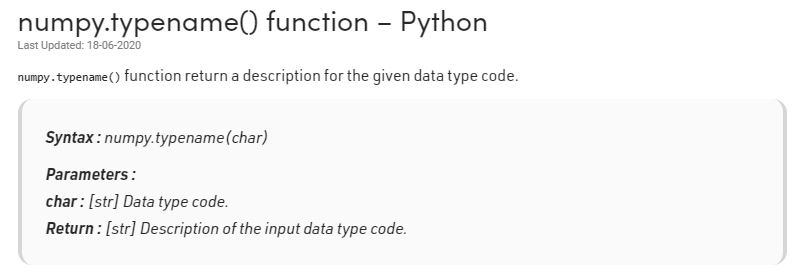 numpy.typename() function – Python
Last Updated: 18-06-2020
numpy.typename() function return a description for the given data type code.
Syntax : numpy.typename(char)
Parameters :
char : [str] Data type code.
Return : [str] Description of the input data type code.